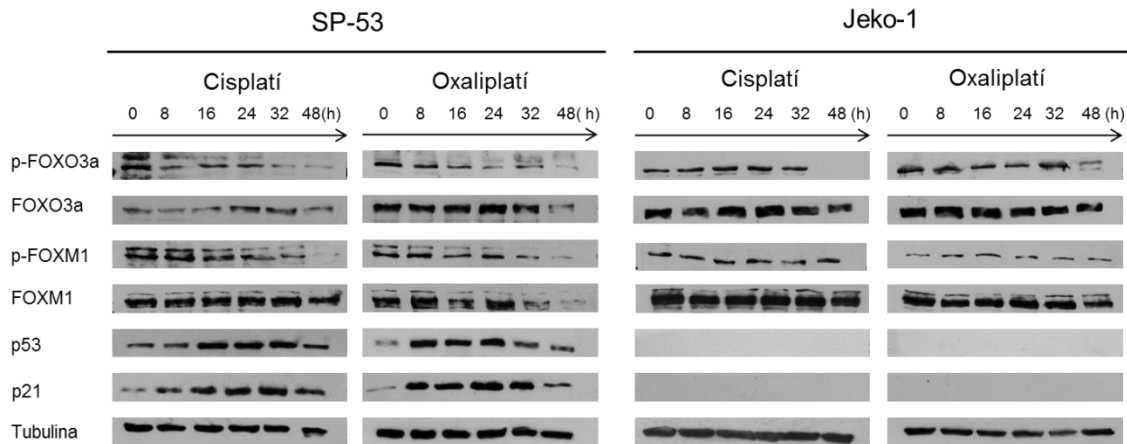 SP-53 Jeko-1
Cisplatí Oxaliplatí Cisplatí Oxaliplatí
0 8 16 24 32 48(h) 0 8 16 24 32 48( h) 0 8 16 24 32 48 (h) 0 8 16 24 32 48 (h)
p-FOXO3a
FOXO3a
p-FOXM1
FOXM1
p53
p21
Tubulina